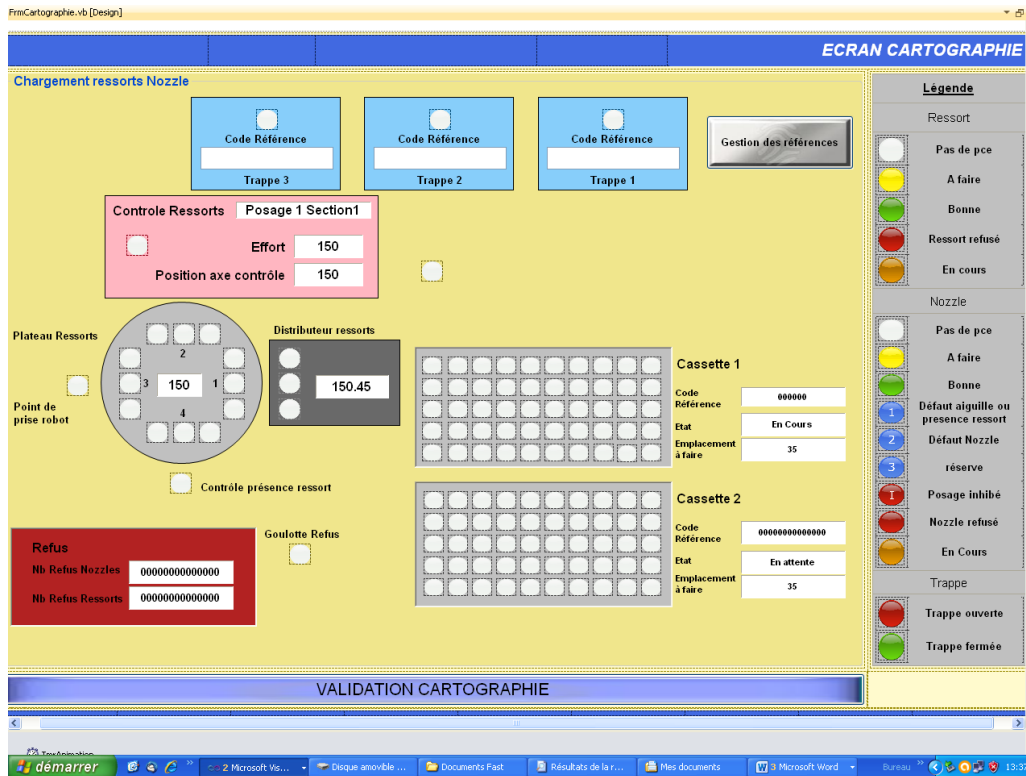 FrmCartographie.vb [Design]
ECRAN CARTOGRAPHIE
Chargement ressorts Nozzle
Code Référence
Trappe 3
Code Référence
Trappe 2
Code Référence
Trappe 1
Gestion des références
Controle Ressorts
Posage 1 Section1
Effort
150
Position axe contrôle
150
Plateau Ressorts
2
3
150
1
4
Point de
prise robot
Distributeur ressorts
150.45
Contrôle présence ressort
Cassette 1
Code
Référence
000000
Etat
En Cours
Emplacement
à faire
35
Cassette 2
Code
Référence
00000000000000
Etat
En attente
Emplacement
à faire
35
Goulotte Refus
Refus
Nb Refus Nozzles
00000000000000
Nb Refus Ressorts
00000000000000
VALIDATION CARTOGRAPHIE
Légende
Ressort
Pas de pce
A faire
Bonne
Ressort refusé
En cours
Nozzle
Pas de pce
A faire
Bonne
1
Défaut aiguille ou
presence ressort
2
Défaut Nozzle
3
réserve
I
Posage inhibé
Nozzle refusé
En Cours
Trappe
Trappe ouverte
Trappe fermée
TmrAnimation
démarrer
2 Microsoft Vis...
Disque amovible ...
Documents Fast
Résultats de la r...
Mes documents
3 Microsoft Word
Bureau